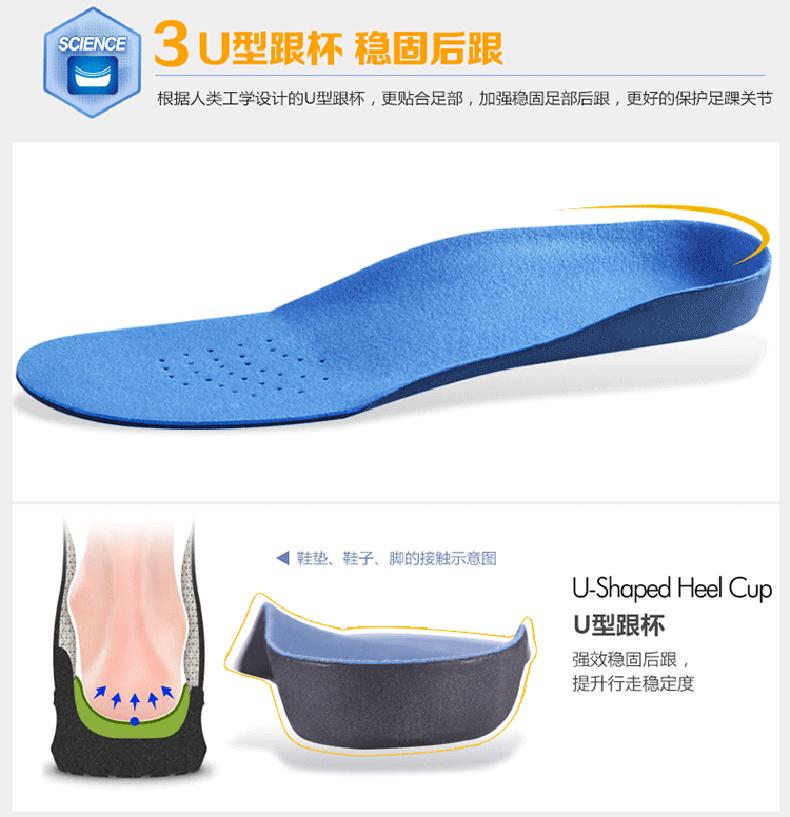 SCIENCE
3 U型跟杯 稳固后跟
根据人类工学设计的U型跟杯，更贴合足部，加强稳固足部后跟，更好的保护足踝关节
◀ 鞋垫、鞋子、脚的接触示意图
U-Shaped Heel Cup
U型跟杯
强效稳固后跟，
提升行走稳定度